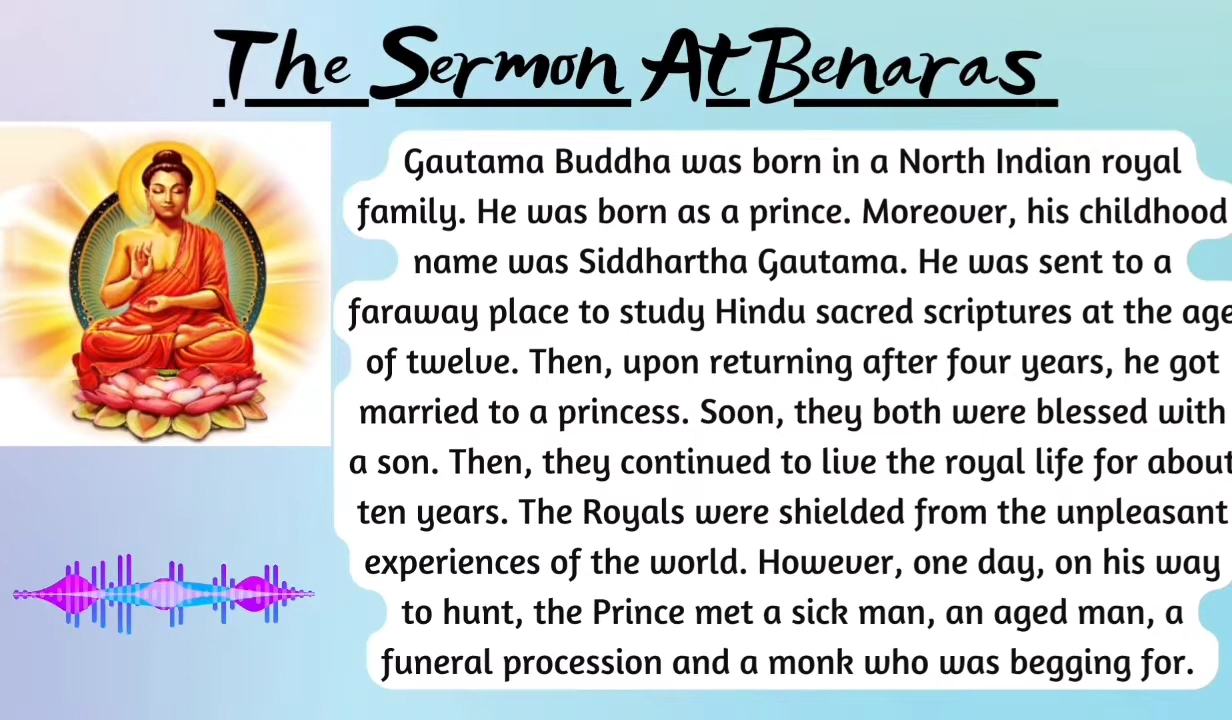 The Sermon At Benaras
Gautama Buddha was born in a North Indian royal
family. He was born as a prince. Moreover, his childhood
name was Siddhartha Gautama. He was sent to a
faraway place to study Hindu sacred scriptures at the age
of twelve. Then, upon returning after four years, he got
married to a princess. Soon, they both were blessed with
a son. Then, they continued to live the royal life for about
ten years. The Royals were shielded from the unpleasant
experiences of the world. However, one day, on his way
to hunt, the Prince met a sick man, an aged man, a
funeral procession and a monk who was begging for.